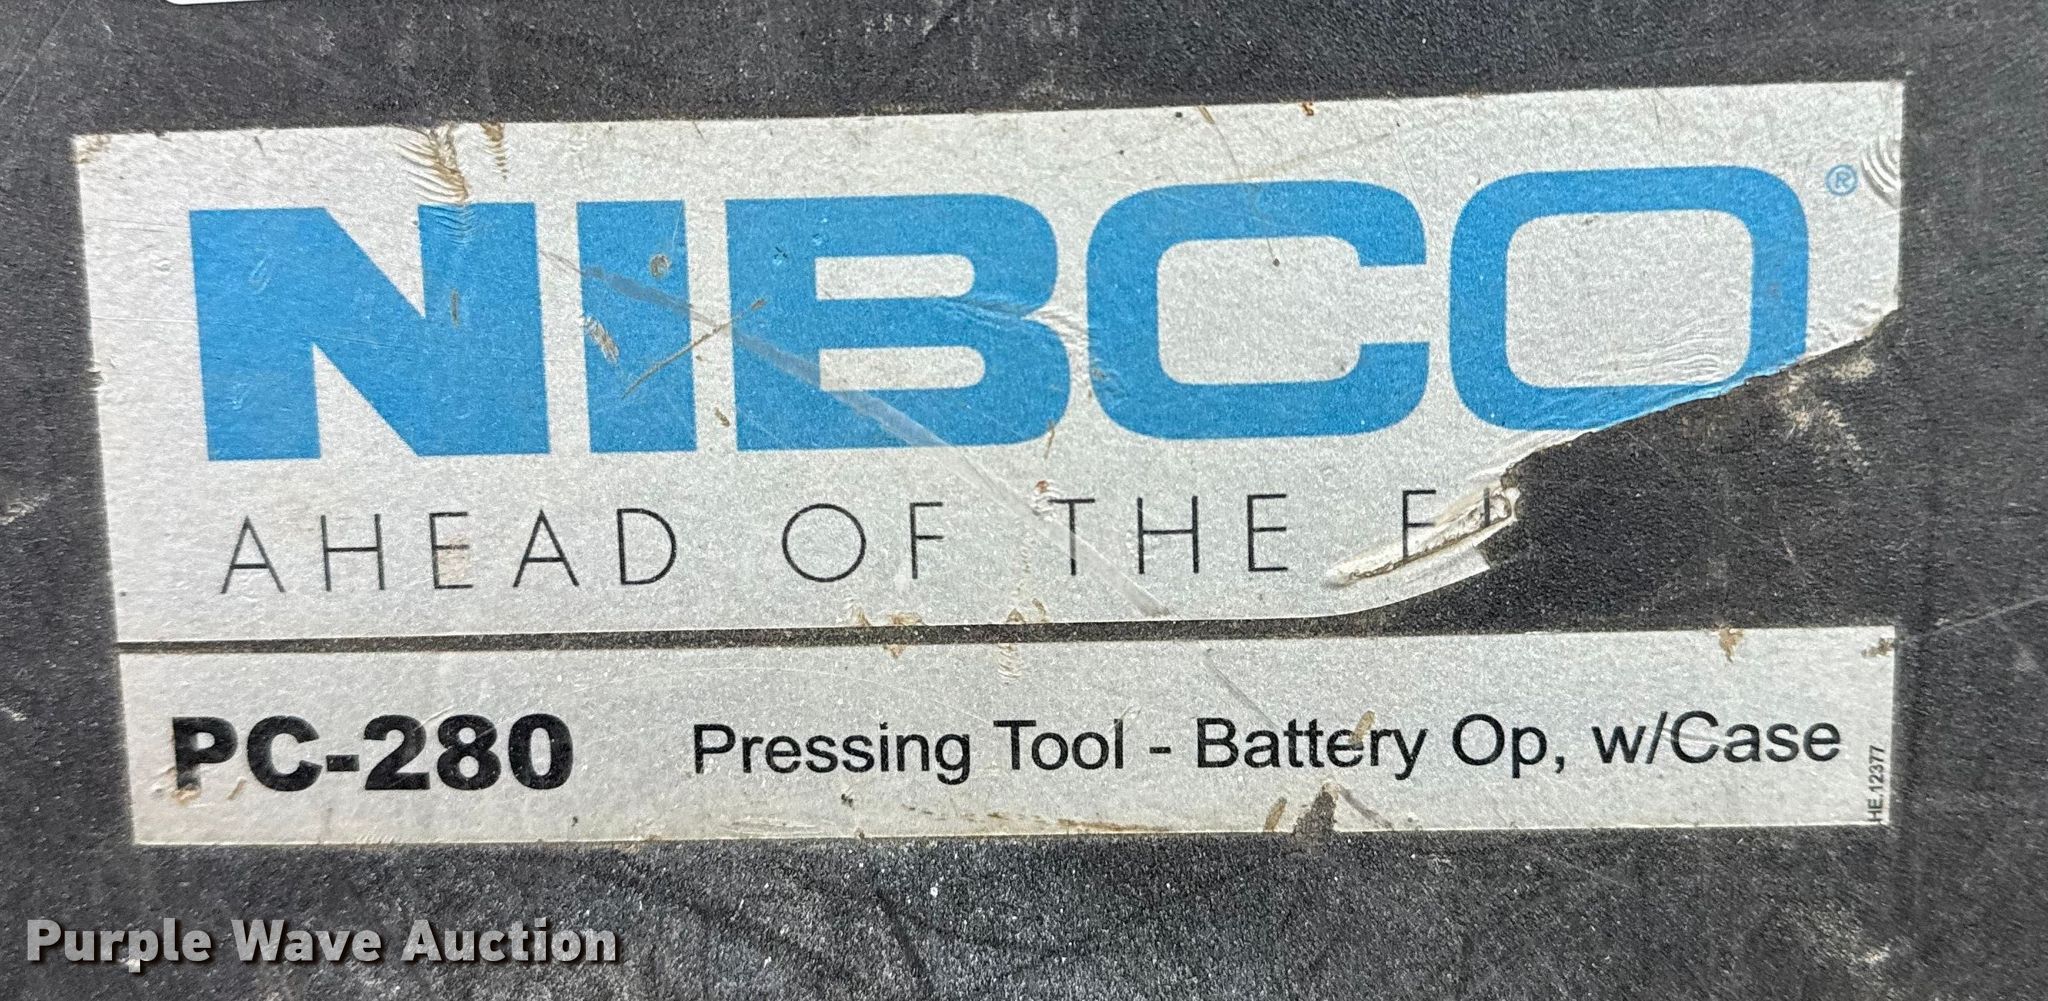 NIBCO®
AHEAD OF THE
PC-280 Pressing Tool - Battery Op, w/Case
HE.12377
Purple Wave Auction